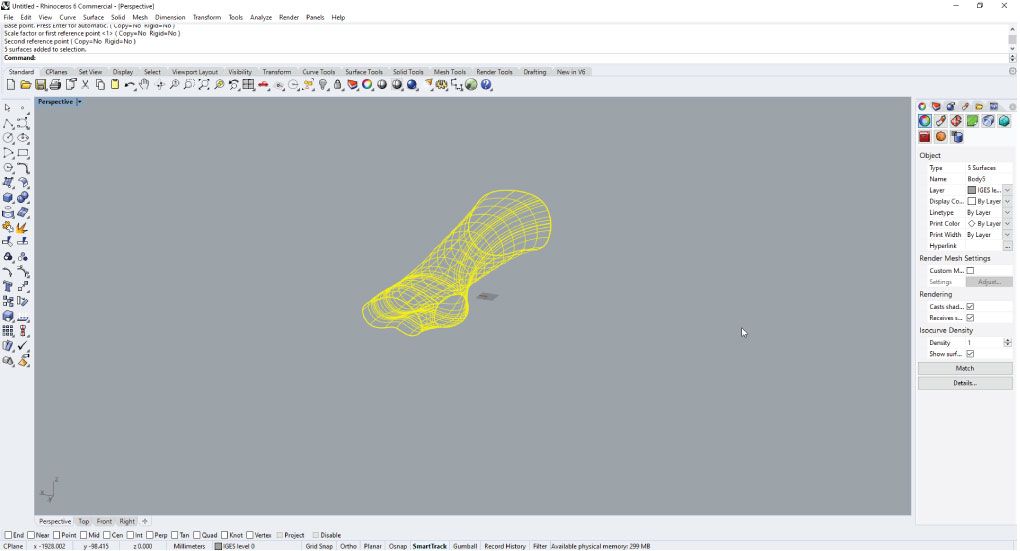 Untitled - Rhinoceros 6 Commercial - [Perspective]
File Edit View Curve Surface Solid Mesh Dimension Transform Tools Analyze Render Panels Help
Base point. Press Enter for automatic. ( Copy=No Rigid=No )
Scale factor or first reference point <1> ( Copy=No Rigid=No )
Second reference point ( Copy=No Rigid=No )
5 surfaces added to selection.
Command:
Standard CPlanes Set View Display Select Viewport Layout Visibility Transform Curve Tools Surface Tools Solid Tools Mesh Tools Render Tools Drafting New in V6
Perspective
Object
Type 5 Surfaces
Name Body5
Layer IGES le...
Display Co... By Layer
Linetype By Layer
Print Color By Layer
Print Width By Layer
Hyperlink ...
Render Mesh Settings
Custom M...
Settings Adjust...
Rendering
Casts shad...
Receives s...
Isocurve Density
Density 1
Show surf...
Match
Details...
z
x
y
Perspective Top Front Right
End Near Point Mid Cen Int Perp Tan Quad Knot Vertex Project Disable
CPlane x -1928.002 y -98.415 z 0.000 Millimeters IGES level 0 Grid Snap Ortho Planar Osnap SmartTrack Gumball Record History Filter Available physical memory: 299 MB